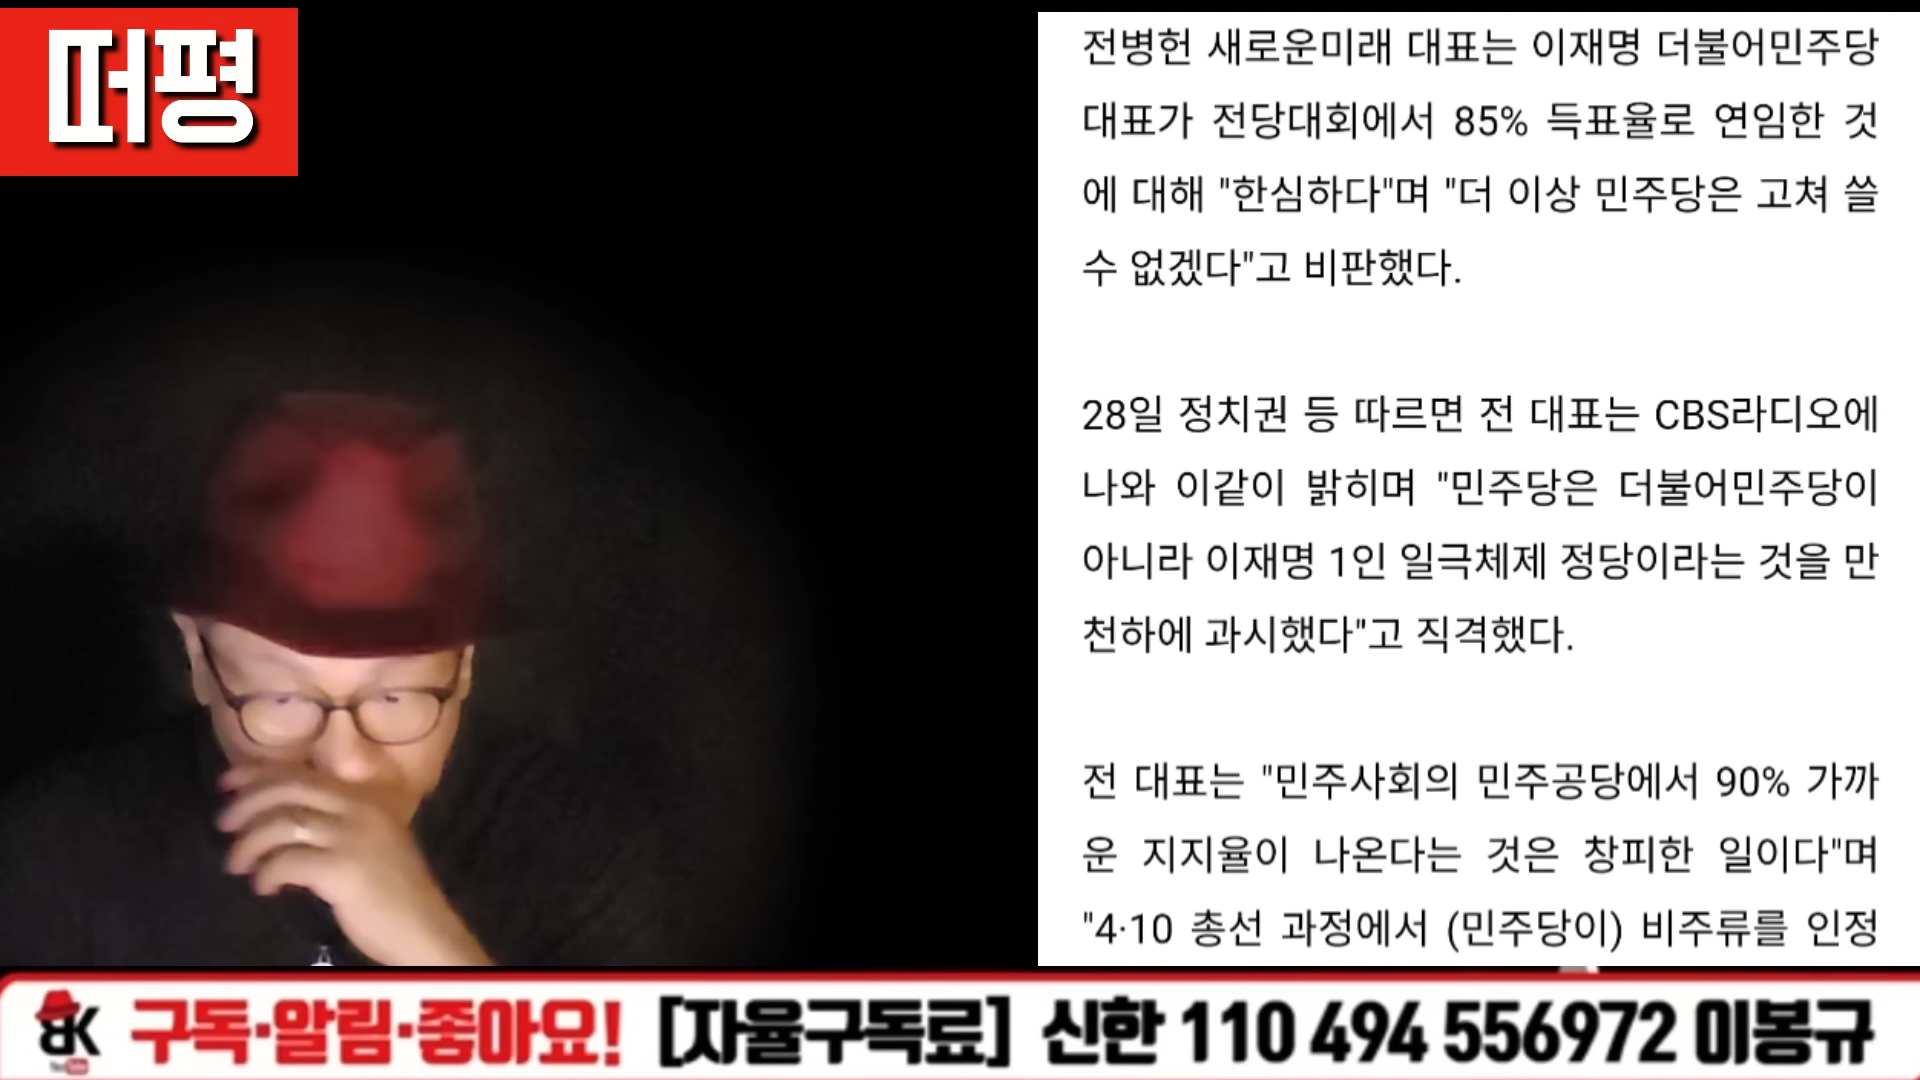 떠평
전병헌 새로운미래 대표는 이재명 더불어민주당
대표가 전당대회에서 85% 득표율로 연임한 것
에 대해 "한심하다"며 "더 이상 민주당은 고쳐 쓸
수 없겠다"고 비판했다.
28일 정치권 등 따르면 전 대표는 CBS라디오에
나와 이같이 밝히며 "민주당은 더불어민주당이
아니라 이재명 1인 일극체제 정당이라는 것을 만
천하에 과시했다"고 직격했다.
전 대표는 "민주사회의 민주공당에서 90% 가까
운 지지율이 나온다는 것은 창피한 일이다"며
"4·10 총선 과정에서 (민주당이) 비주류를 인정
BK
YouTube
구독·알림·좋아요! [자율구독료] 신한 110 494 556972 이봉규